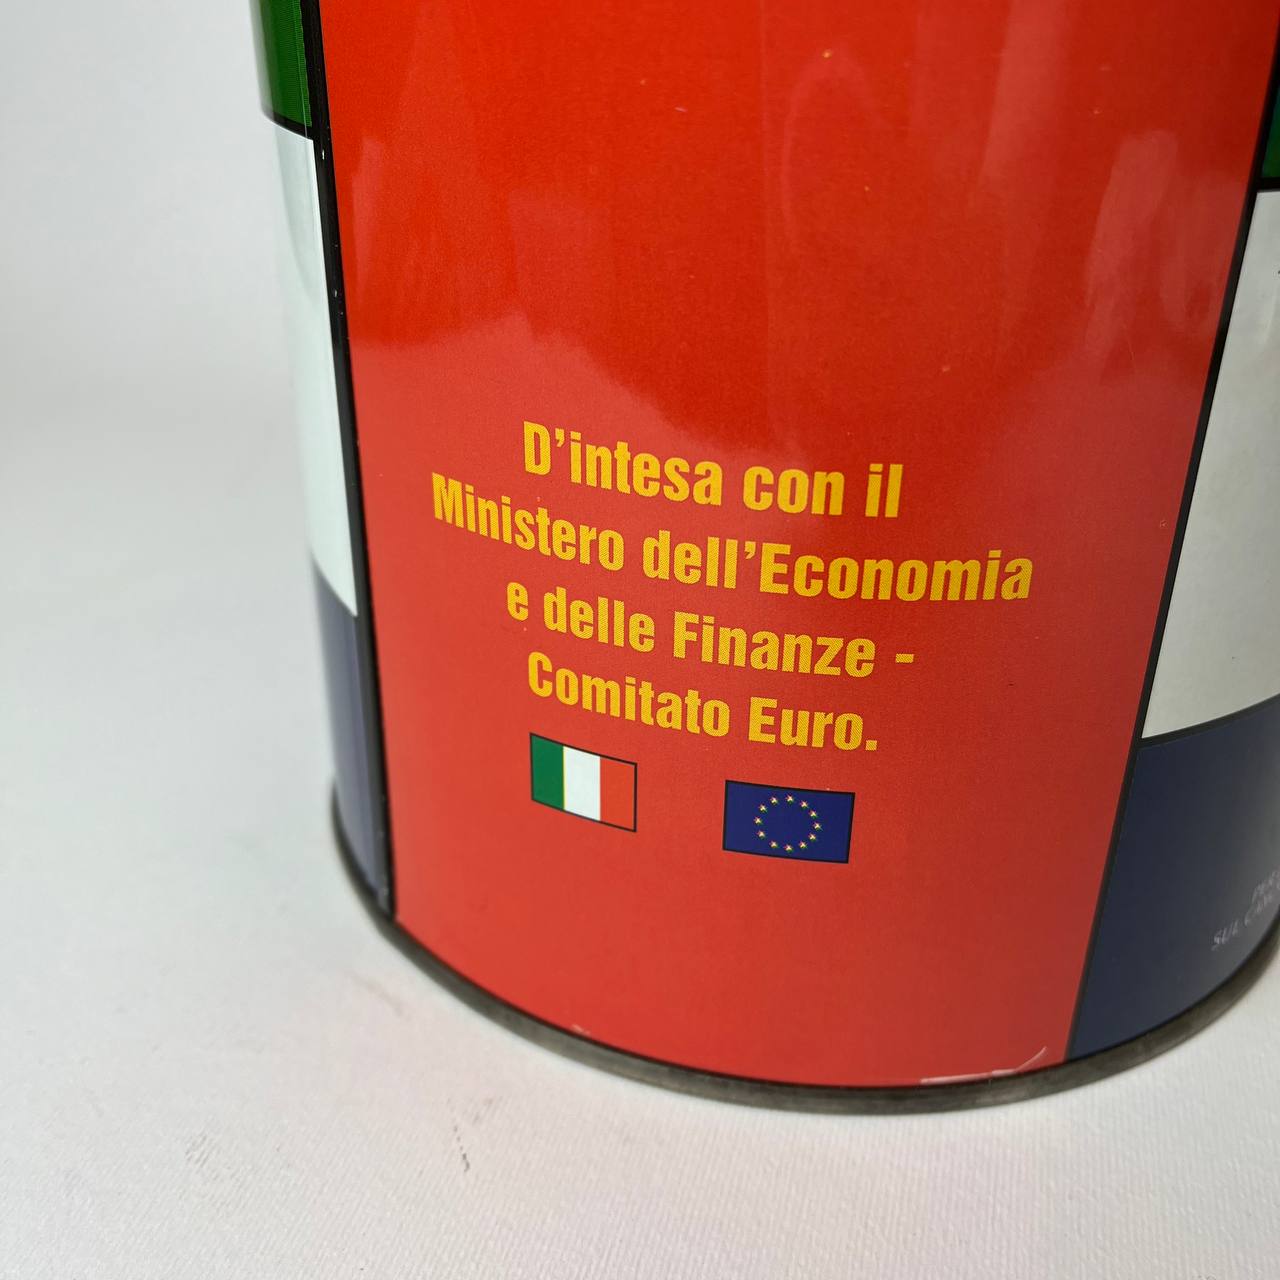 D'intesa con il
Ministero dell'Economia
e delle Finanze -
Comitato Euro.